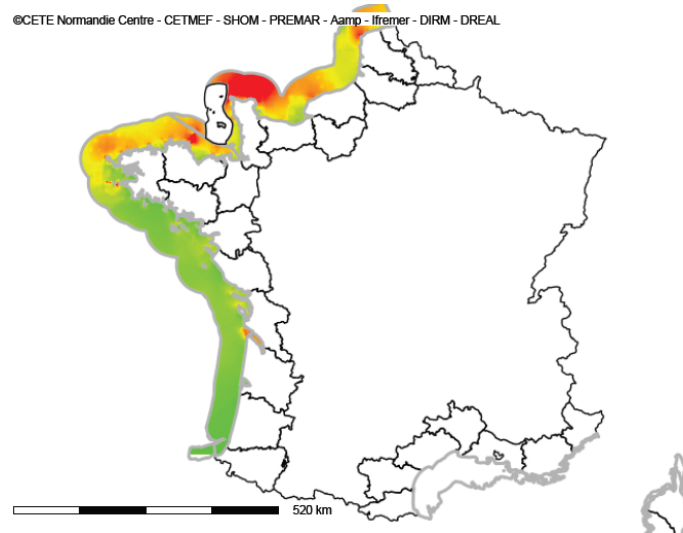 ©CETE Normandie Centre - CETMEF - SHOM - PREMAR - Aamp - Ifremer - DIRM - DREAL
520 km